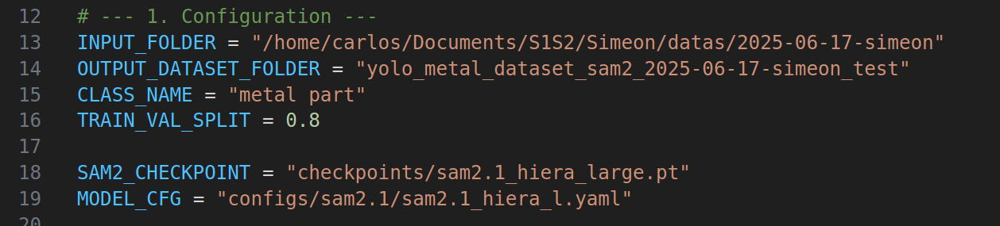 12 # --- 1. Configuration ---
13 INPUT_FOLDER = "/home/carlos/Documents/S1S2/Simeon/datas/2025-06-17-simeon"
14 OUTPUT_DATASET_FOLDER = "yolo_metal_dataset_sam2_2025-06-17-simeon_test"
15 CLASS_NAME = "metal part"
16 TRAIN_VAL_SPLIT = 0.8
17
18 SAM2_CHECKPOINT = "checkpoints/sam2.1_hiera_large.pt"
19 MODEL_CFG = "configs/sam2.1/sam2.1_hiera_l.yaml"
20